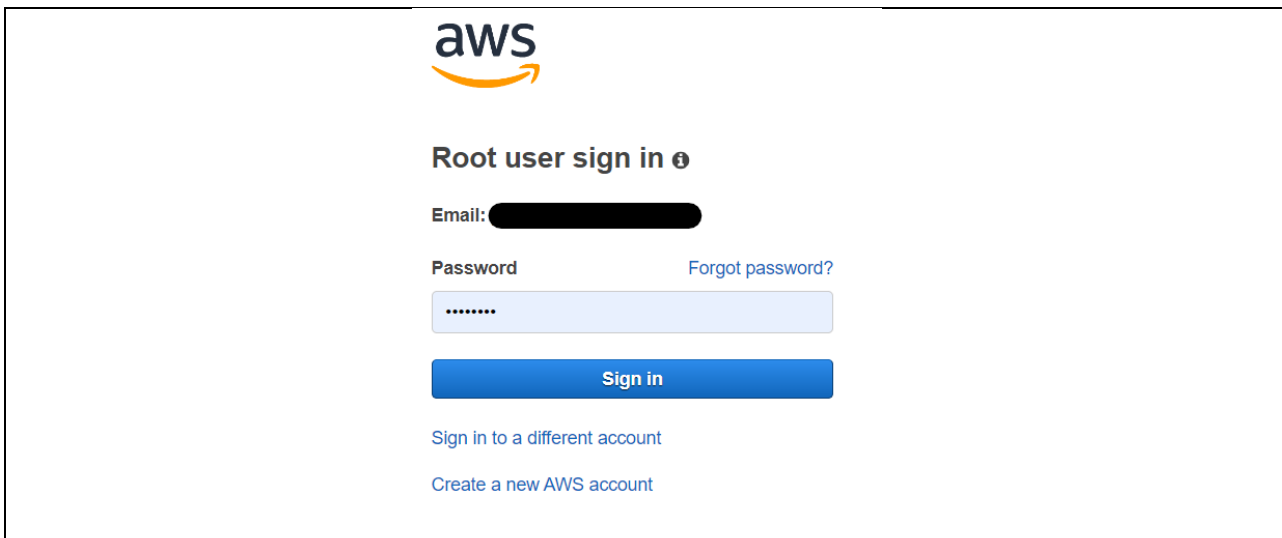 aws
Root user sign in
Email:
Password Forgot password?
••••••••
Sign in
Sign in to a different account
Create a new AWS account